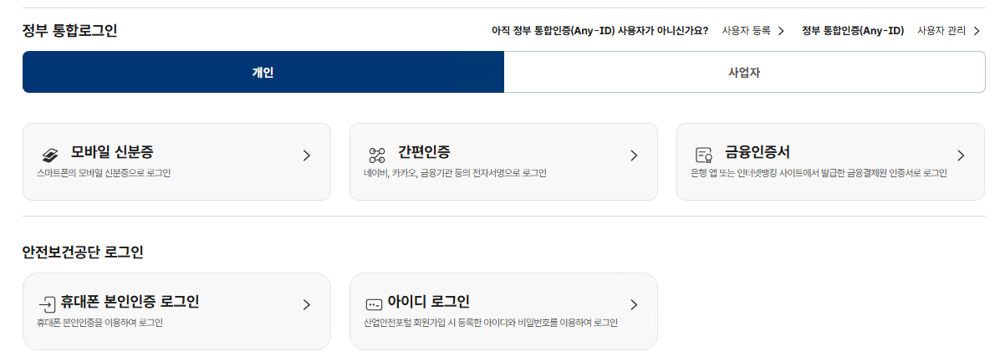 정부 통합로그인
아직 정부 통합인증(Any-ID) 사용자가 아니신가요? 사용자 등록 정부 통합인증(Any-ID) 사용자 관리
개인 사업자
모바일 신분증
스마트폰의 모바일 신분증으로 로그인
간편인증
네이버, 카카오, 금융기관 등의 전자서명으로 로그인
금융인증서
은행 앱 또는 인터넷뱅킹 사이트에서 발급한 금융결제원 인증서로 로그인
안전보건공단 로그인
휴대폰 본인인증 로그인
휴대폰 본인인증을 이용하여 로그인
아이디 로그인
산업안전포털 회원가입 시 등록한 아이디와 비밀번호를 이용하여 로그인